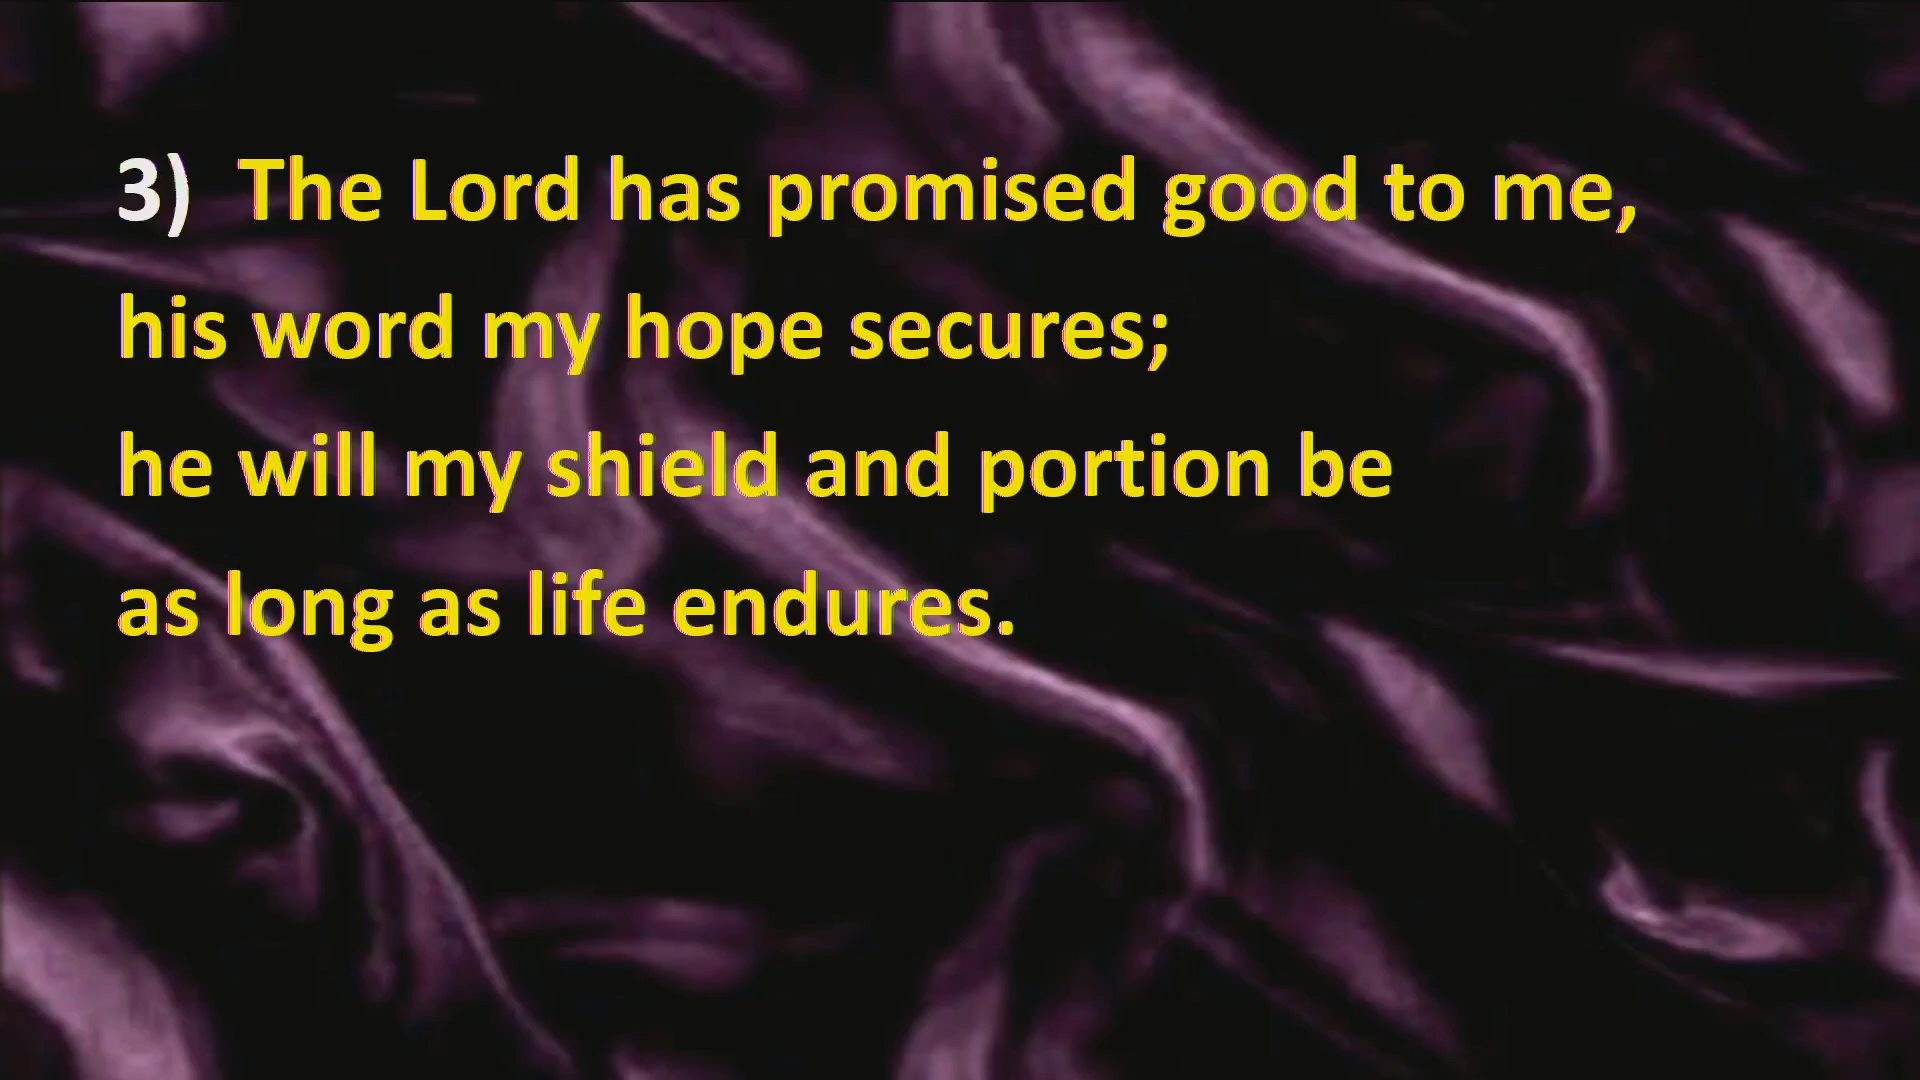 3) The Lord has promised good to me,
his word my hope secures;
he will my shield and portion be
as long as life endures.